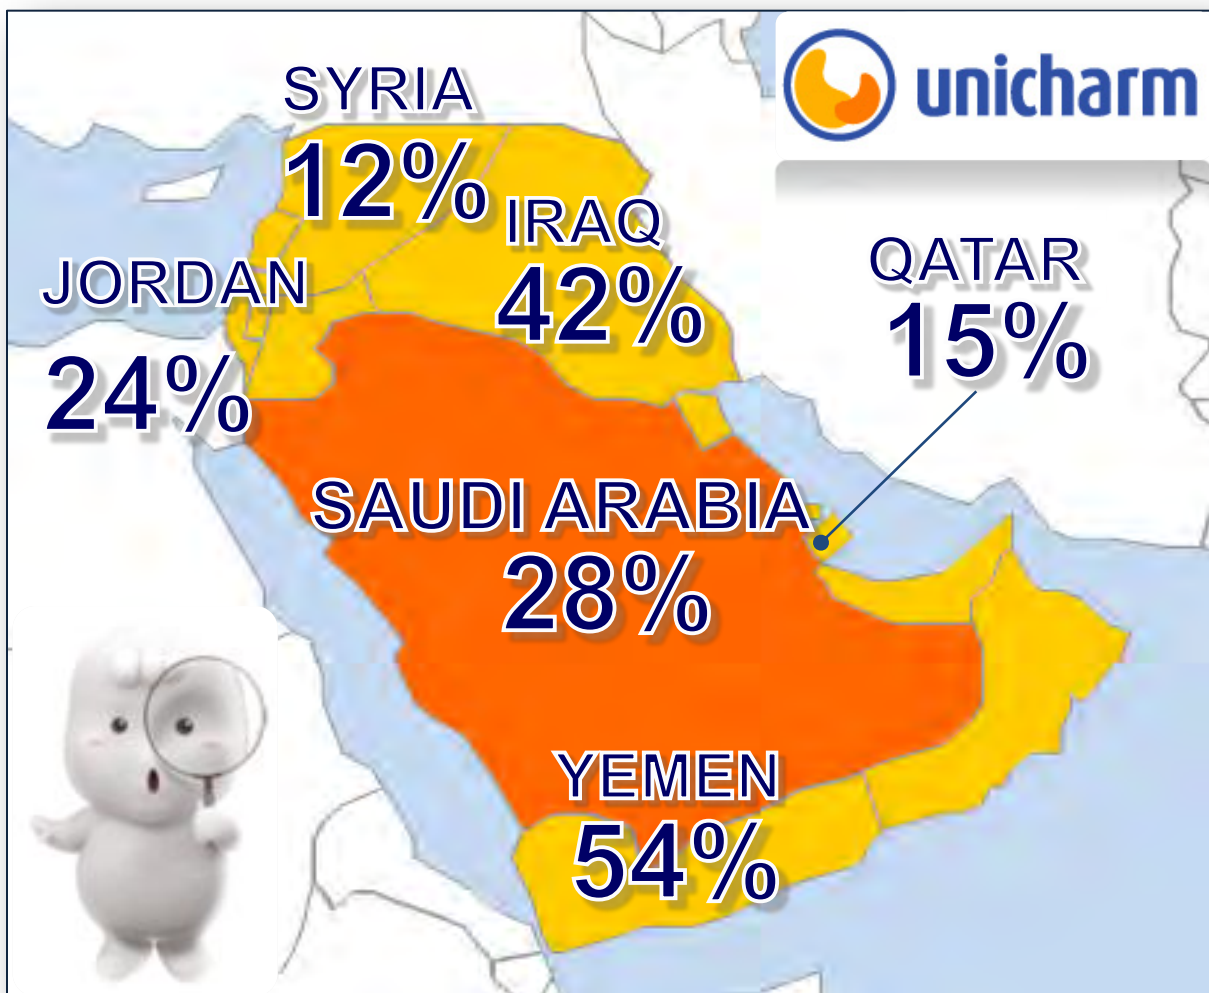 unicharm
SYRIA
12%
IRAQ
42%
QATAR
15%
JORDAN
24%
SAUDI ARABIA
28%
YEMEN
54%